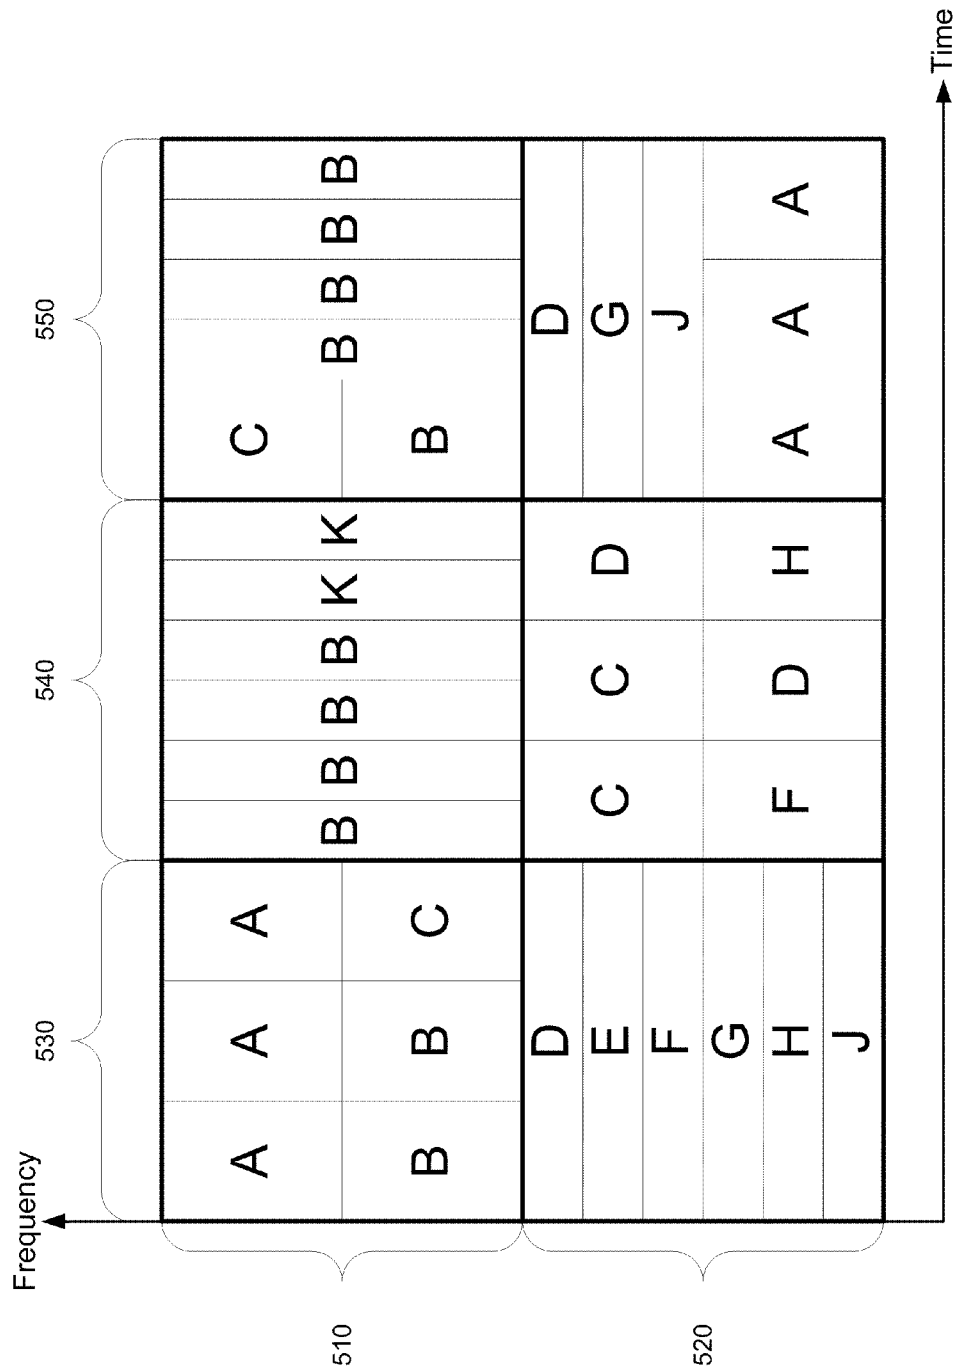 Frequency
530 540 550
A A A C
510 B B B B K K B B B B
B B C B
D D
E C C D G
F J
520
G
H F D H A A A
J
Time